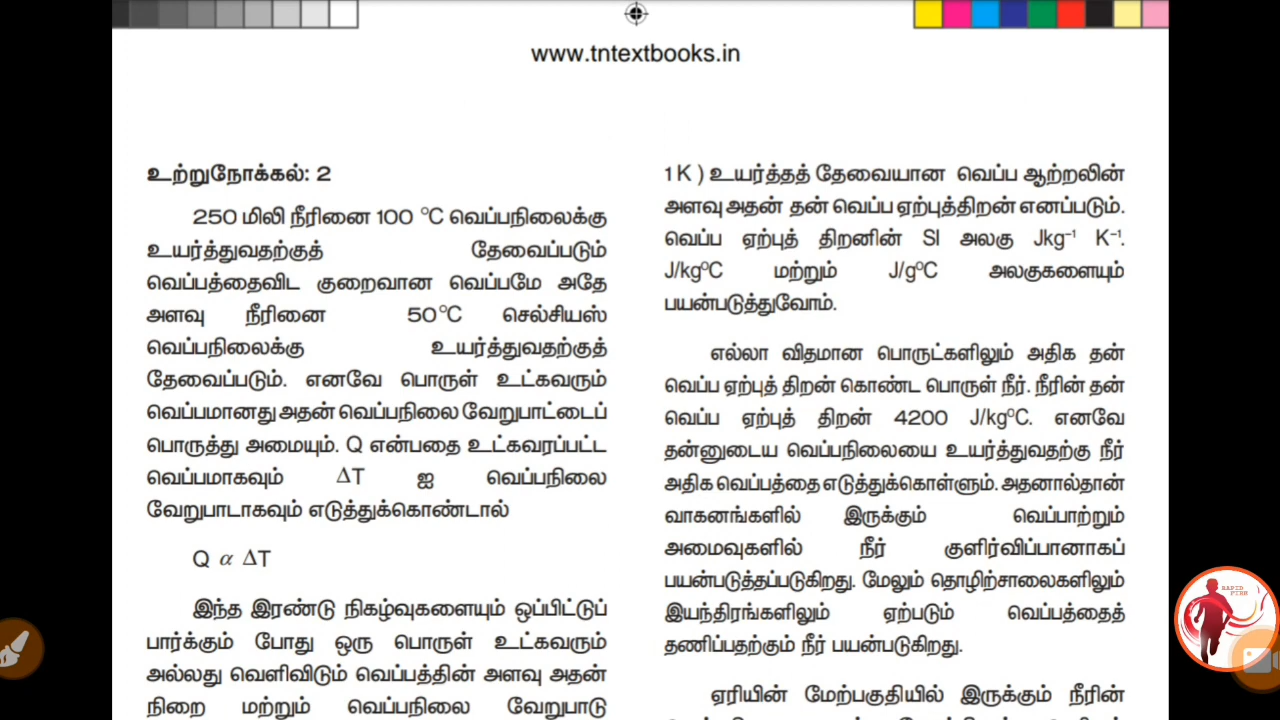 www.tntextbooks.in
உற்றுநோக்கல்: 2
250 மிலி நீரினை 100 °C வெப்பநிலைக்கு
உயர்த்துவதற்குத் தேவைப்படும்
வெப்பத்தைவிட குறைவான வெப்பமே அதே
அளவு நீரினை 50°C செல்சியஸ்
வெப்பநிலைக்கு உயர்த்துவதற்குத்
தேவைப்படும். எனவே பொருள் உட்கவரும்
வெப்பமானது அதன் வெப்பநிலை வேறுபாட்டைப்
பொருத்து அமையும். Q என்பதை உட்கவரப்பட்ட
வெப்பமாகவும் ΔT ஐ வெப்பநிலை
வேறுபாடாகவும் எடுத்துக்கொண்டால்
Q α ΔT
இந்த இரண்டு நிகழ்வுகளையும் ஒப்பிட்டுப்
பார்க்கும் போது ஒரு பொருள் உட்கவரும்
அல்லது வெளிவிடும் வெப்பத்தின் அளவு அதன்
நிறை மற்றும் வெப்பநிலை வேறுபாடு
1 K ) உயர்த்தத் தேவையான வெப்ப ஆற்றலின்
அளவு அதன் தன் வெப்ப ஏற்புத்திறன் எனப்படும்.
வெப்ப ஏற்புத் திறனின் SI அலகு Jkg⁻¹ K⁻¹.
J/kg°C மற்றும் J/g°C அலகுகளையும்
பயன்படுத்துவோம்.
எல்லா விதமான பொருட்களிலும் அதிக தன்
வெப்ப ஏற்புத் திறன் கொண்ட பொருள் நீர். நீரின் தன்
வெப்ப ஏற்புத் திறன் 4200 J/kg°C. எனவே
தன்னுடைய வெப்பநிலையை உயர்த்துவதற்கு நீர்
அதிக வெப்பத்தை எடுத்துக்கொள்ளும். அதனால்தான்
வாகனங்களில் இருக்கும் வெப்பாற்றும்
அமைவுகளில் நீர் குளிர்விப்பானாகப்
பயன்படுத்தப்படுகிறது. மேலும் தொழிற்சாலைகளிலும்
இயந்திரங்களிலும் ஏற்படும் வெப்பத்தைத்
தணிப்பதற்கும் நீர் பயன்படுகிறது.
ஏரியின் மேற்பகுதியில் இருக்கும் நீரின்
RAPID
FIRE